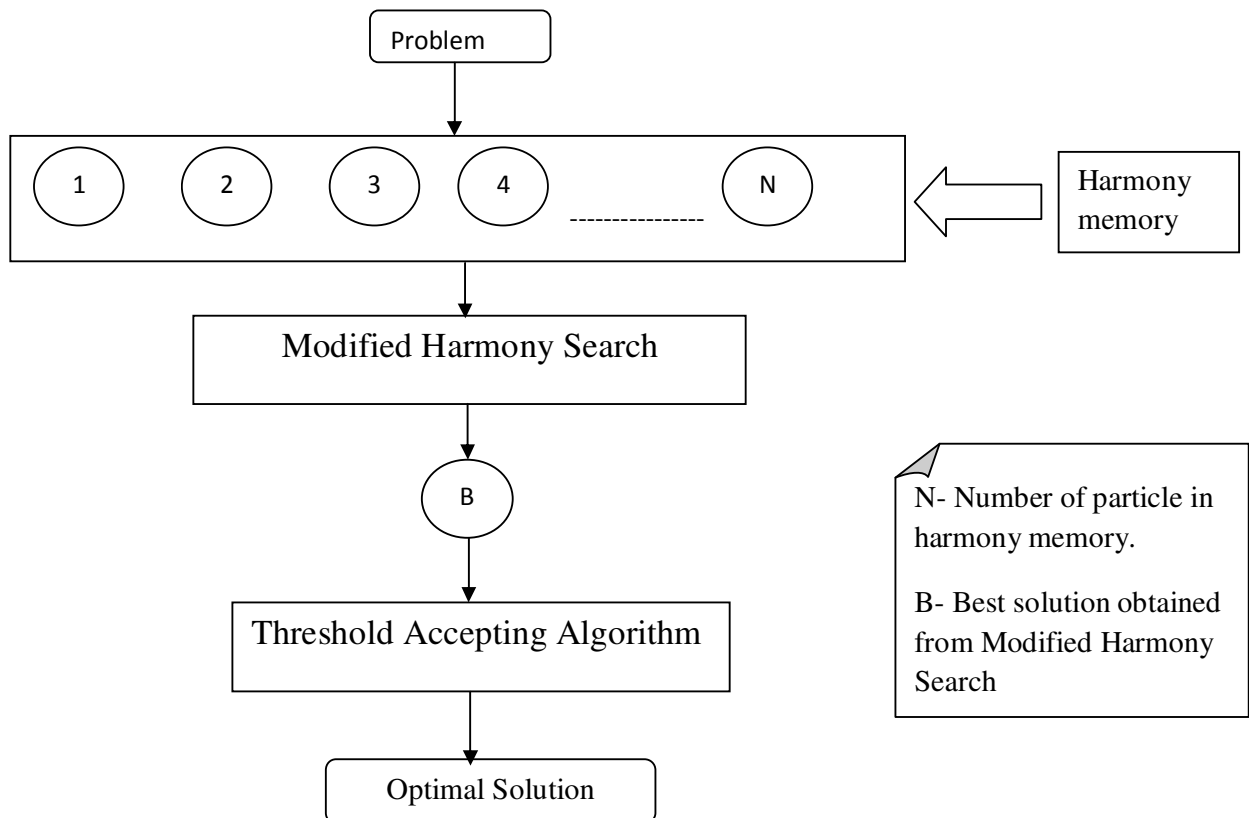 Problem
1 2 3 4 ---------------- N
Harmony
memory
Modified Harmony Search
B
N- Number of particle in
harmony memory.
B- Best solution obtained
from Modified Harmony
Search
Threshold Accepting Algorithm
Optimal Solution